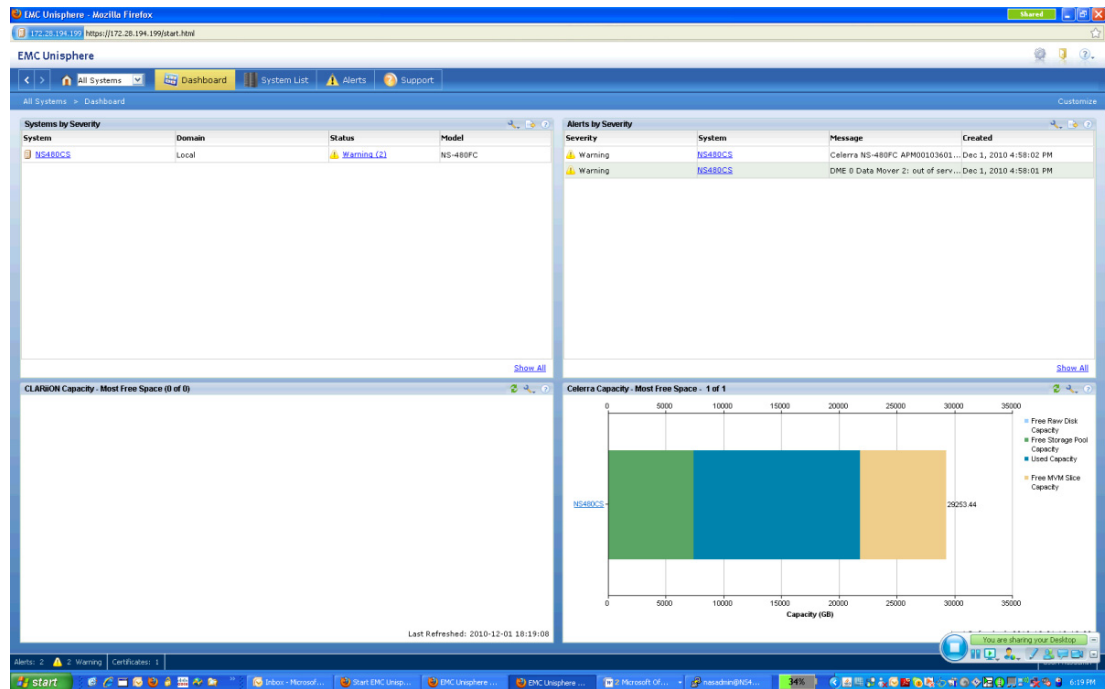 EMC Unisphere - Mozilla Firefox Shared
172.28.194.199 https://172.28.194.199/start.html
EMC Unisphere
All Systems Dashboard System List Alerts Support
All Systems > Dashboard Customize
Systems by Severity
System Domain Status Model
NS480CS Local Warning (2) NS-480FC
Show All
Alerts by Severity
Severity System Message Created
Warning NS480CS Celerra NS-480FC APM00103601... Dec 1, 2010 4:58:02 PM
Warning NS480CS DME 0 Data Mover 2: out of serv... Dec 1, 2010 4:58:01 PM
Show All
CLARiiON Capacity - Most Free Space (0 of 0)
Last Refreshed: 2010-12-01 18:19:08
Celerra Capacity - Most Free Space - 1 of 1
0 5000 10000 15000 20000 25000 30000 35000
Free Raw Disk
Capacity
Free Storage Pool
Capacity
Used Capacity
Free MVM Slice
Capacity
NS480CS 29253.44
0 5000 10000 15000 20000 25000 30000 35000
Capacity (GB)
You are sharing your Desktop
Alerts: 2 2 Warning Certificates: 1
start Inbox - Microsof... Start EMC Unisp... EMC Unisphere ... EMC Unisphere ... 2 Microsoft Of... nasadmin@NS4... 34% 6:19 PM